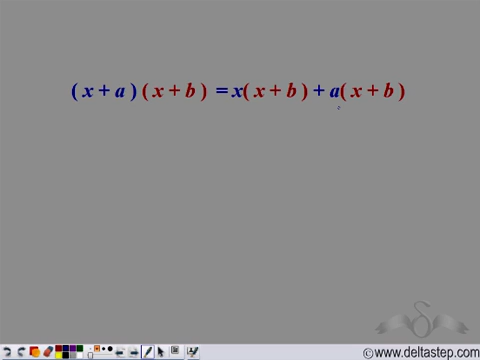 ( x + a ) ( x + b ) = x( x + b ) + a( x + b )
©www.deltastep.com